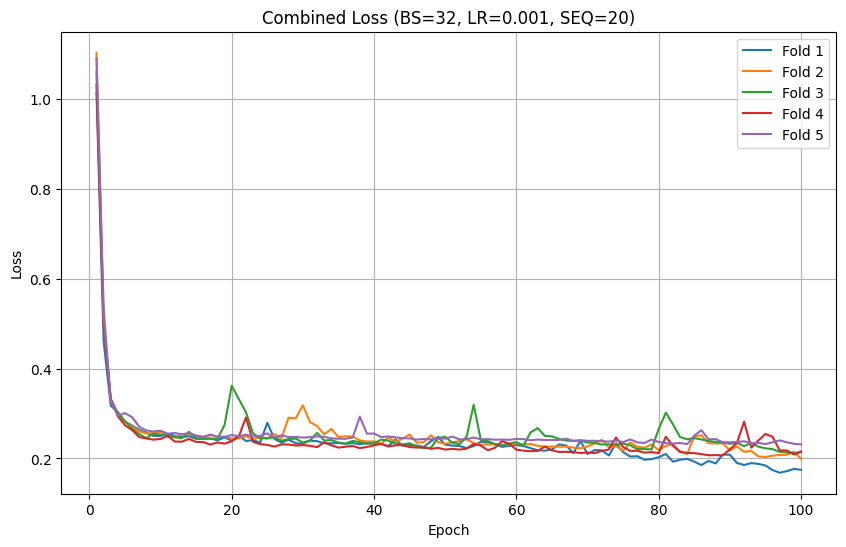 Combined Loss (BS=32, LR=0.001, SEQ=20)
Fold 1
Fold 2
Fold 3
Fold 4
Fold 5
Loss
1.0
0.8
0.6
0.4
0.2
0 20 40 60 80 100
Epoch